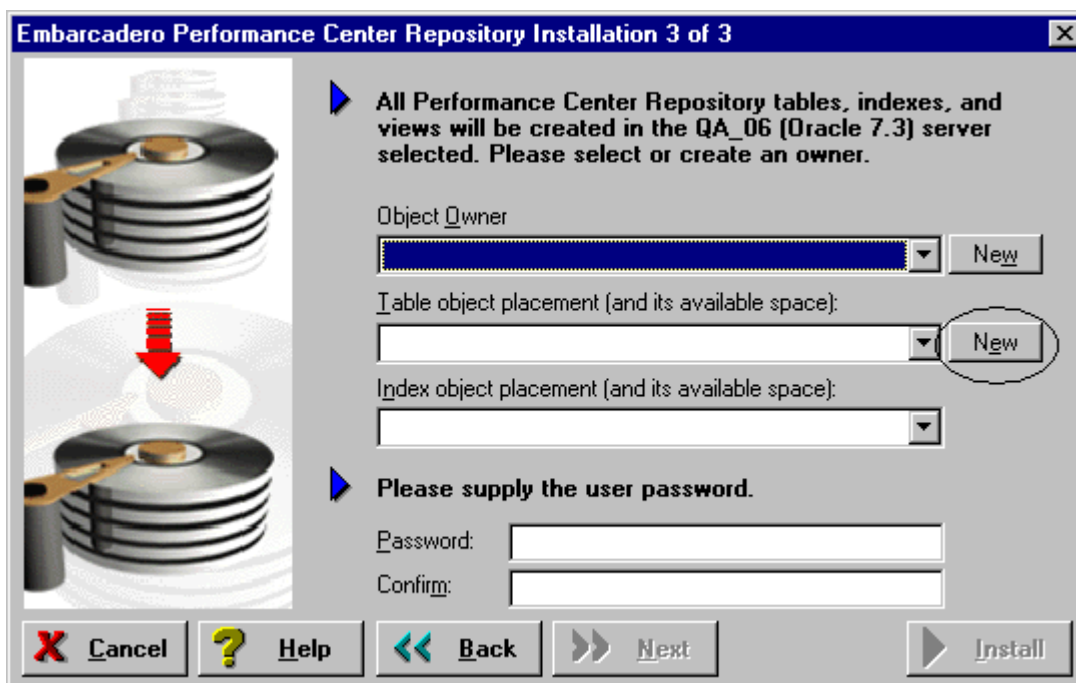 Embarcadero Performance Center Repository Installation 3 of 3
All Performance Center Repository tables, indexes, and
views will be created in the QA_06 (Oracle 7.3) server
selected. Please select or create an owner.
Object Owner
New
Table object placement (and its available space):
New
Index object placement (and its available space):
Please supply the user password.
Password:
Confirm:
Cancel
Help
Back
Next
Install